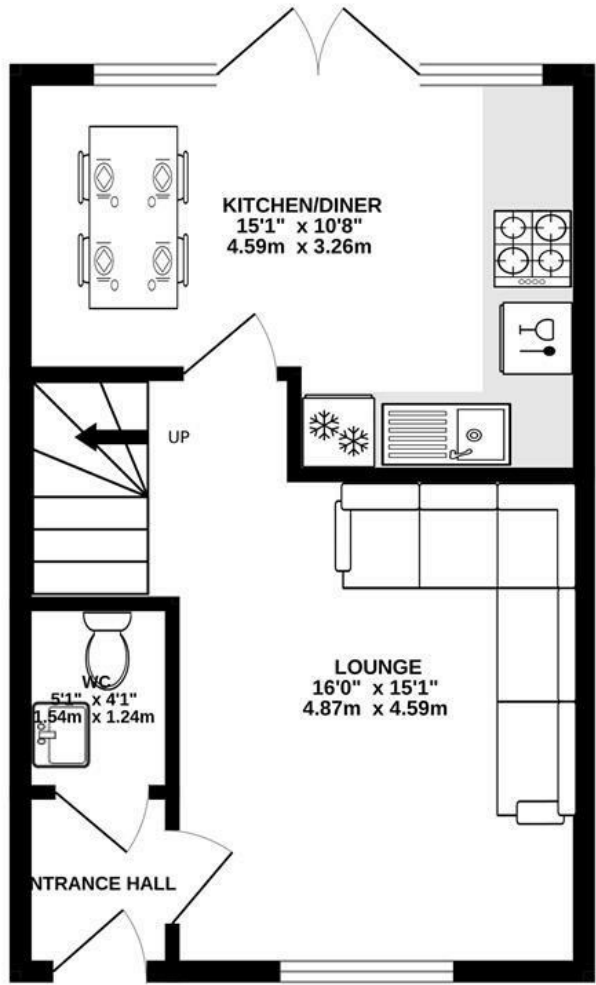 KITCHEN/DINER
15'1" x 10'8"
4.59m x 3.26m
UP
LOUNGE
16'0" x 15'1"
4.87m x 4.59m
WC
5'1" x 4'1"
1.54m x 1.24m
NTRANCE HALL